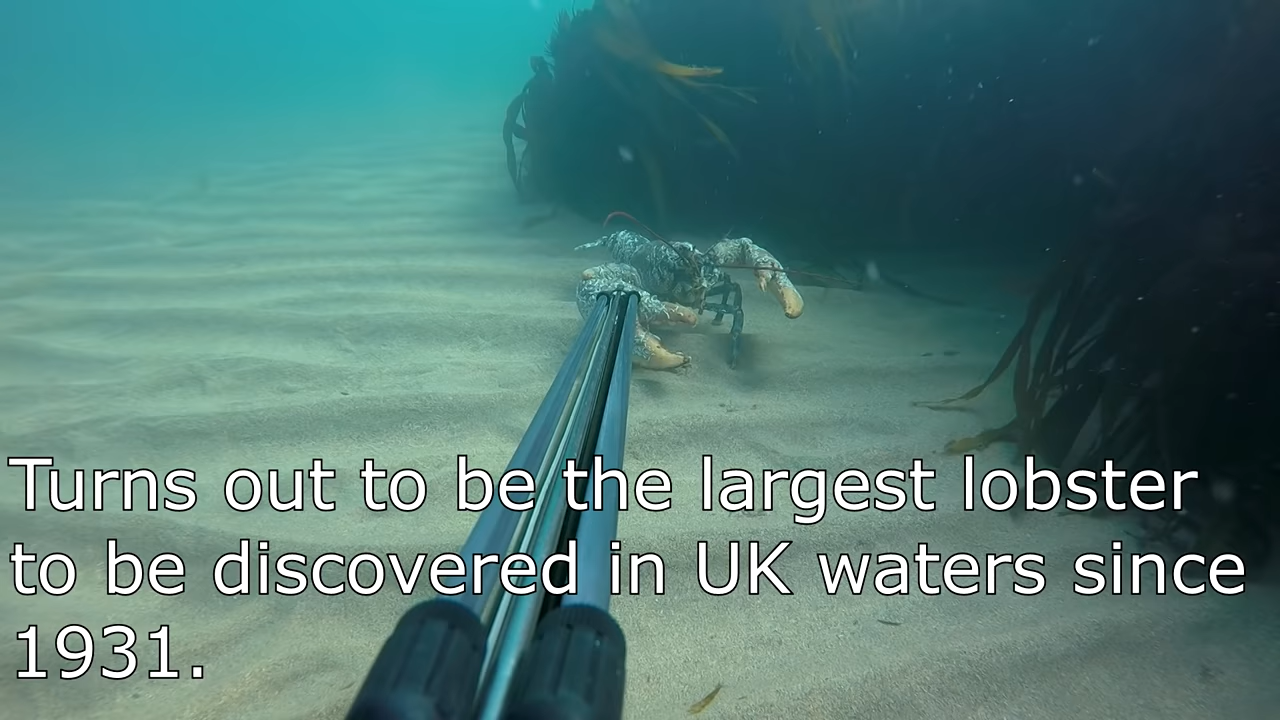 Turns out to be the largest lobster
to be discovered in UK waters since
1931.